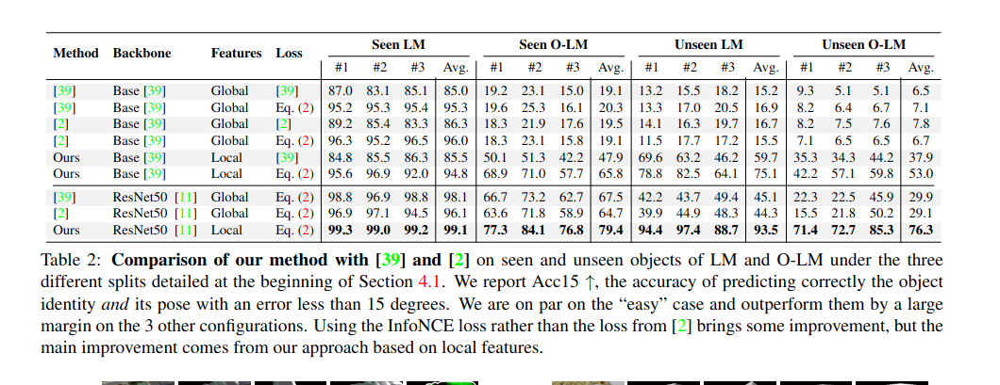 Method Backbone Features Loss Seen LM Seen O-LM Unseen LM Unseen O-LM
#1 #2 #3 Avg. #1 #2 #3 Avg. #1 #2 #3 Avg. #1 #2 #3 Avg.
[39] Base [39] Global [39] 87.0 83.1 85.1 85.0 19.2 23.1 15.0 19.1 13.2 15.5 18.2 15.2 9.3 5.1 5.1 6.5
[39] Base [39] Global Eq. (2) 95.2 95.3 95.4 95.3 19.6 25.3 16.1 20.3 13.3 17.0 20.5 16.9 8.2 6.4 6.7 7.1
[2] Base [39] Global [2] 89.2 85.4 83.3 86.3 18.3 21.9 17.6 19.5 14.1 16.3 19.7 16.7 8.2 7.5 7.6 7.8
[2] Base [39] Global Eq. (2) 96.3 95.2 96.5 96.0 18.3 23.1 15.8 19.1 11.5 17.7 17.2 15.5 7.1 6.5 6.5 6.7
Ours Base [39] Local [39] 84.8 85.5 86.3 85.5 50.1 51.3 42.2 47.9 69.6 63.2 46.2 59.7 35.3 34.3 44.2 37.9
Ours Base [39] Local Eq. (2) 95.6 96.9 92.0 94.8 68.9 71.0 57.7 65.8 78.8 82.5 64.1 75.1 42.2 57.1 59.8 53.0
[39] ResNet50 [11] Global Eq. (2) 98.8 96.9 98.8 98.1 66.7 73.2 62.7 67.5 42.2 43.7 49.4 45.1 22.3 22.5 45.9 29.9
[2] ResNet50 [11] Global Eq. (2) 96.9 97.1 94.5 96.1 63.6 71.8 58.9 64.7 39.9 44.9 48.3 44.3 15.5 21.8 50.2 29.1
Ours ResNet50 [11] Local Eq. (2) 99.3 99.0 99.2 99.1 77.3 84.1 76.8 79.4 94.4 97.4 88.7 93.5 71.4 72.7 85.3 76.3
Table 2: Comparison of our method with [39] and [2] on seen and unseen objects of LM and O-LM under the three
different splits detailed at the beginning of Section 4.1. We report Acc15 ↑, the accuracy of predicting correctly the object
identity and its pose with an error less than 15 degrees. We are on par on the “easy” case and outperform them by a large
margin on the 3 other configurations. Using the InfoNCE loss rather than the loss from [2] brings some improvement, but the
main improvement comes from our approach based on local features.